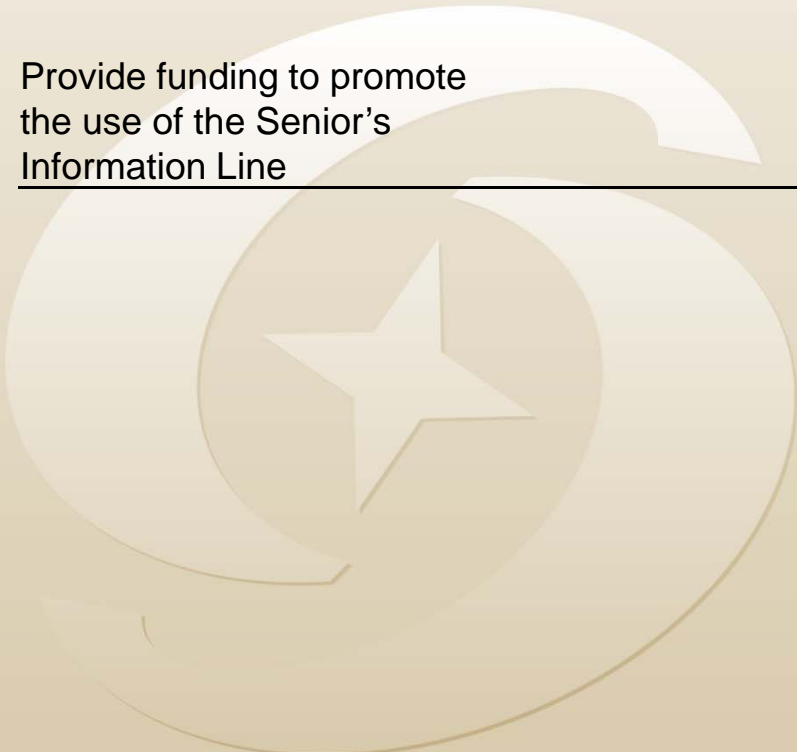 Provide funding to promote
the use of the Senior’s
Information Line